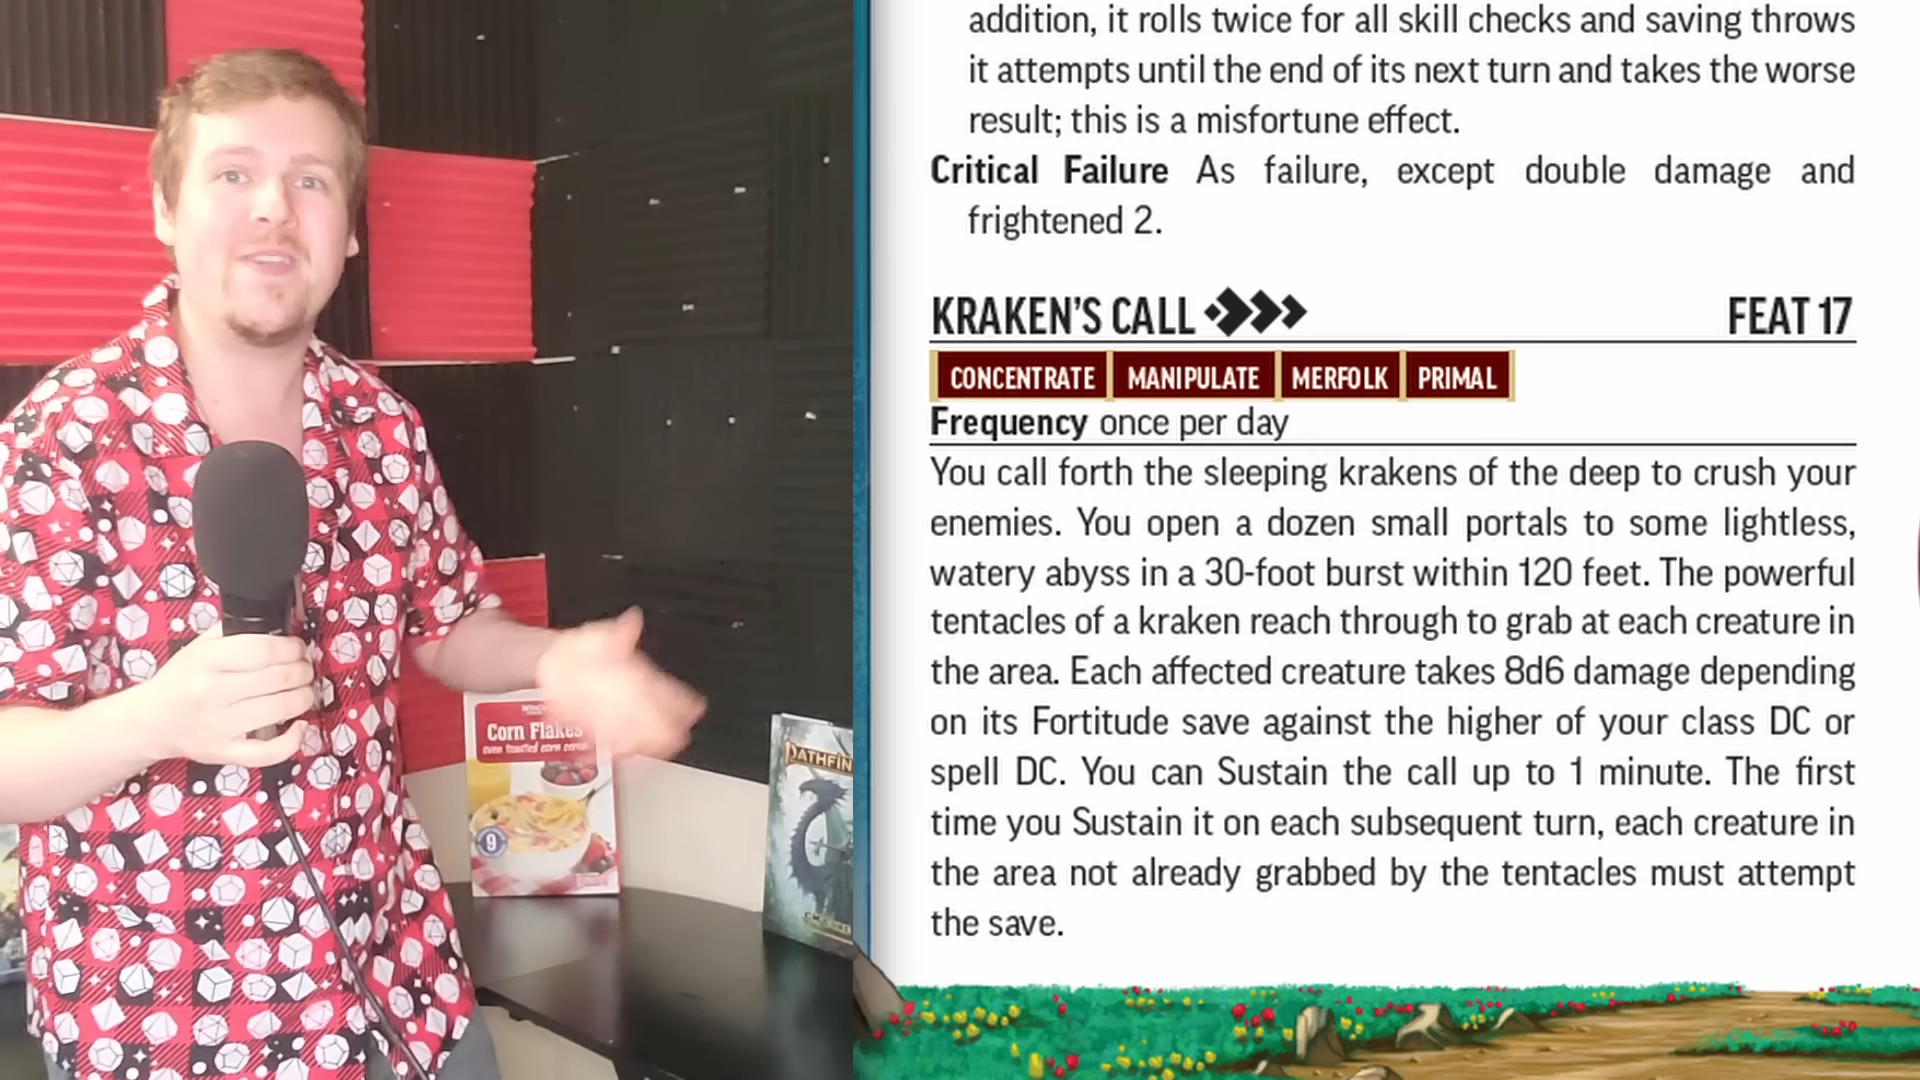 addition, it rolls twice for all skill checks and saving throws
it attempts until the end of its next turn and takes the worse
result; this is a misfortune effect.
Critical Failure As failure, except double damage and
frightened 2.
KRAKEN'S CALL FEAT 17
CONCENTRATE MANIPULATE MERFOLK PRIMAL
Frequency once per day
You call forth the sleeping krakens of the deep to crush your
enemies. You open a dozen small portals to some lightless,
watery abyss in a 30-foot burst within 120 feet. The powerful
tentacles of a kraken reach through to grab at each creature in
the area. Each affected creature takes 8d6 damage depending
on its Fortitude save against the higher of your class DC or
spell DC. You can Sustain the call up to 1 minute. The first
time you Sustain it on each subsequent turn, each creature in
the area not already grabbed by the tentacles must attempt
the save.
Corn Flakes
oven toasted corn cereal
9
PATHFIN